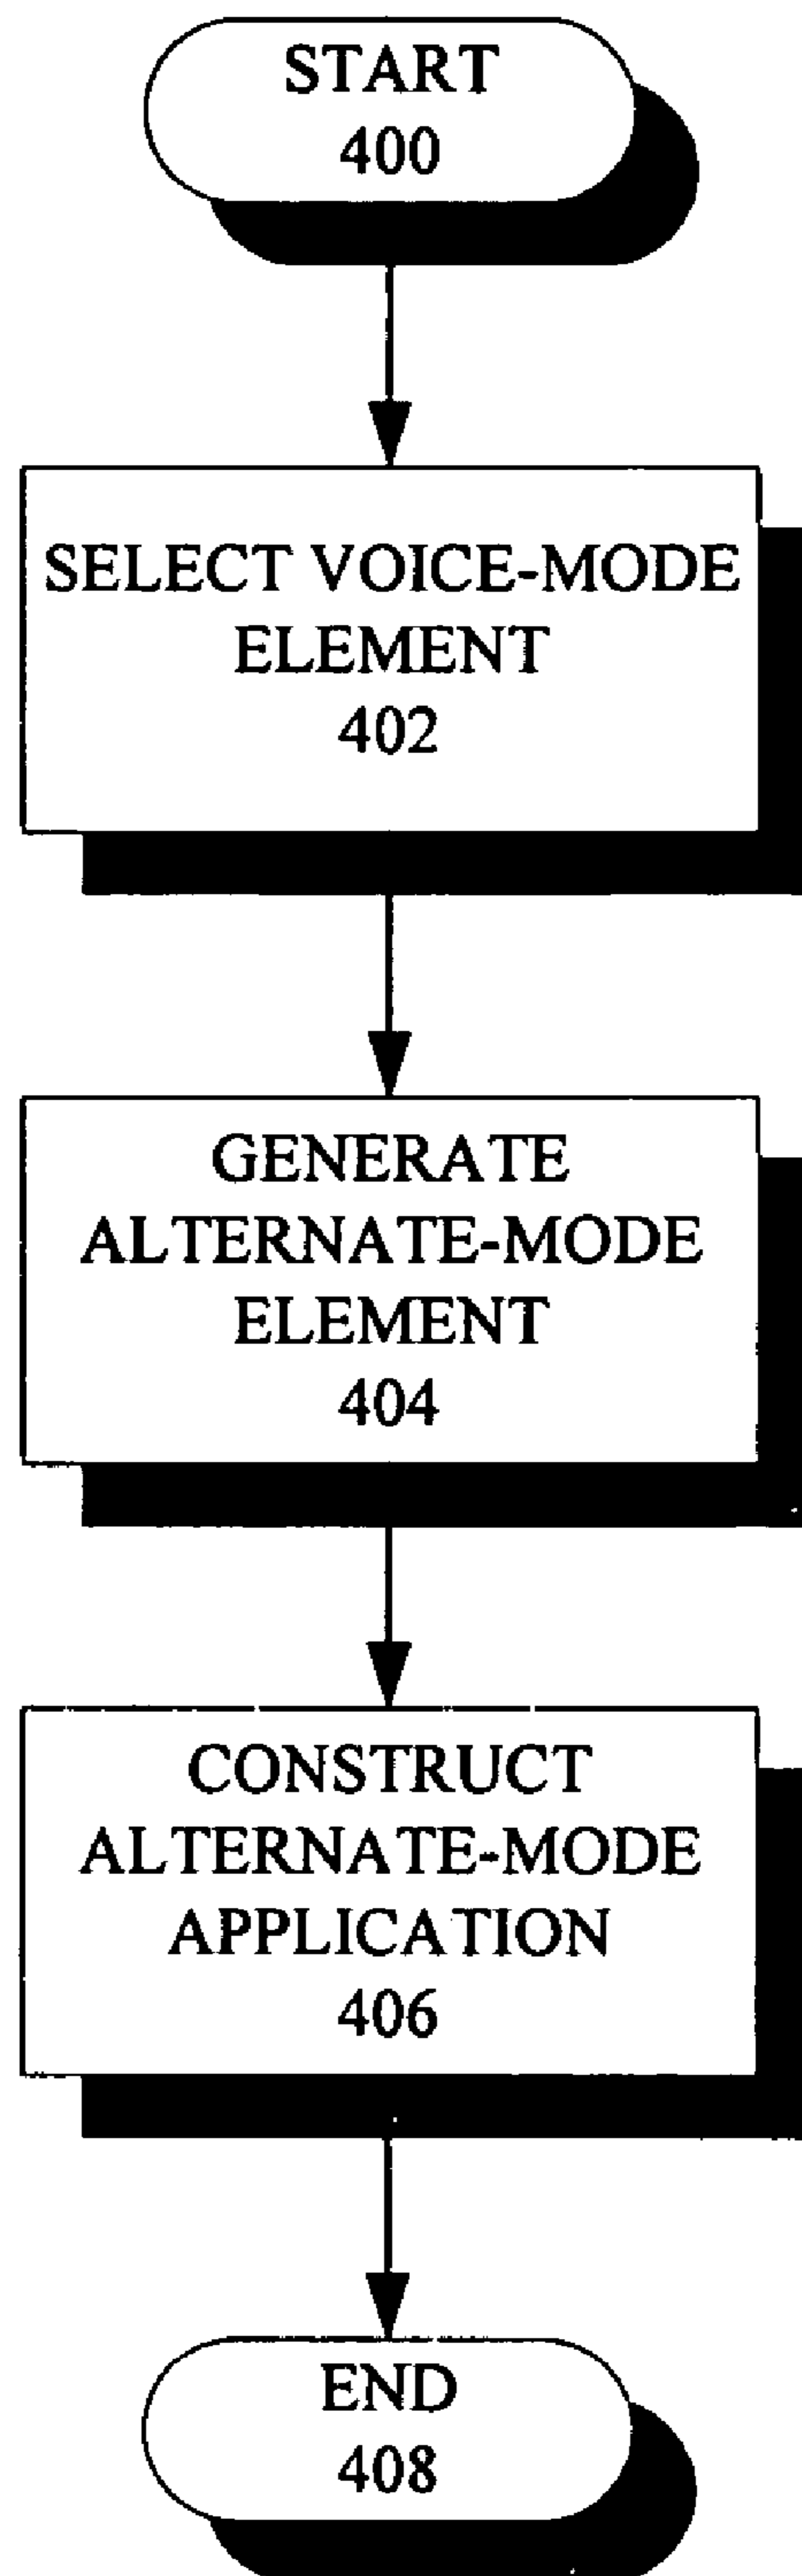 START
400
SELECT VOICE-MODE
ELEMENT
402
GENERATE
ALTERNATE-MODE
ELEMENT
404
CONSTRUCT
ALTERNATE-MODE
APPLICATION
406
END
408